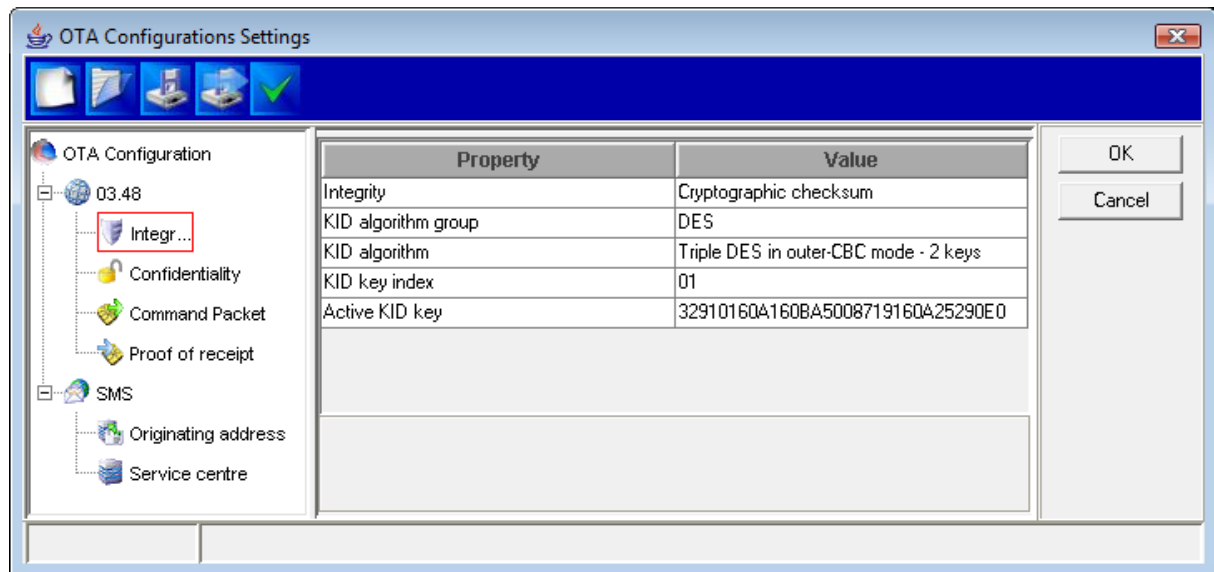 OTA Configurations Settings
OTA Configuration
03.48
Integr...
Confidentiality
Command Packet
Proof of receipt
SMS
Originating address
Service centre
Property Value
Integrity Cryptographic checksum
KID algorithm group DES
KID algorithm Triple DES in outer-CBC mode - 2 keys
KID key index 01
Active KID key 32910160A160BA5008719160A25290E0
OK
Cancel